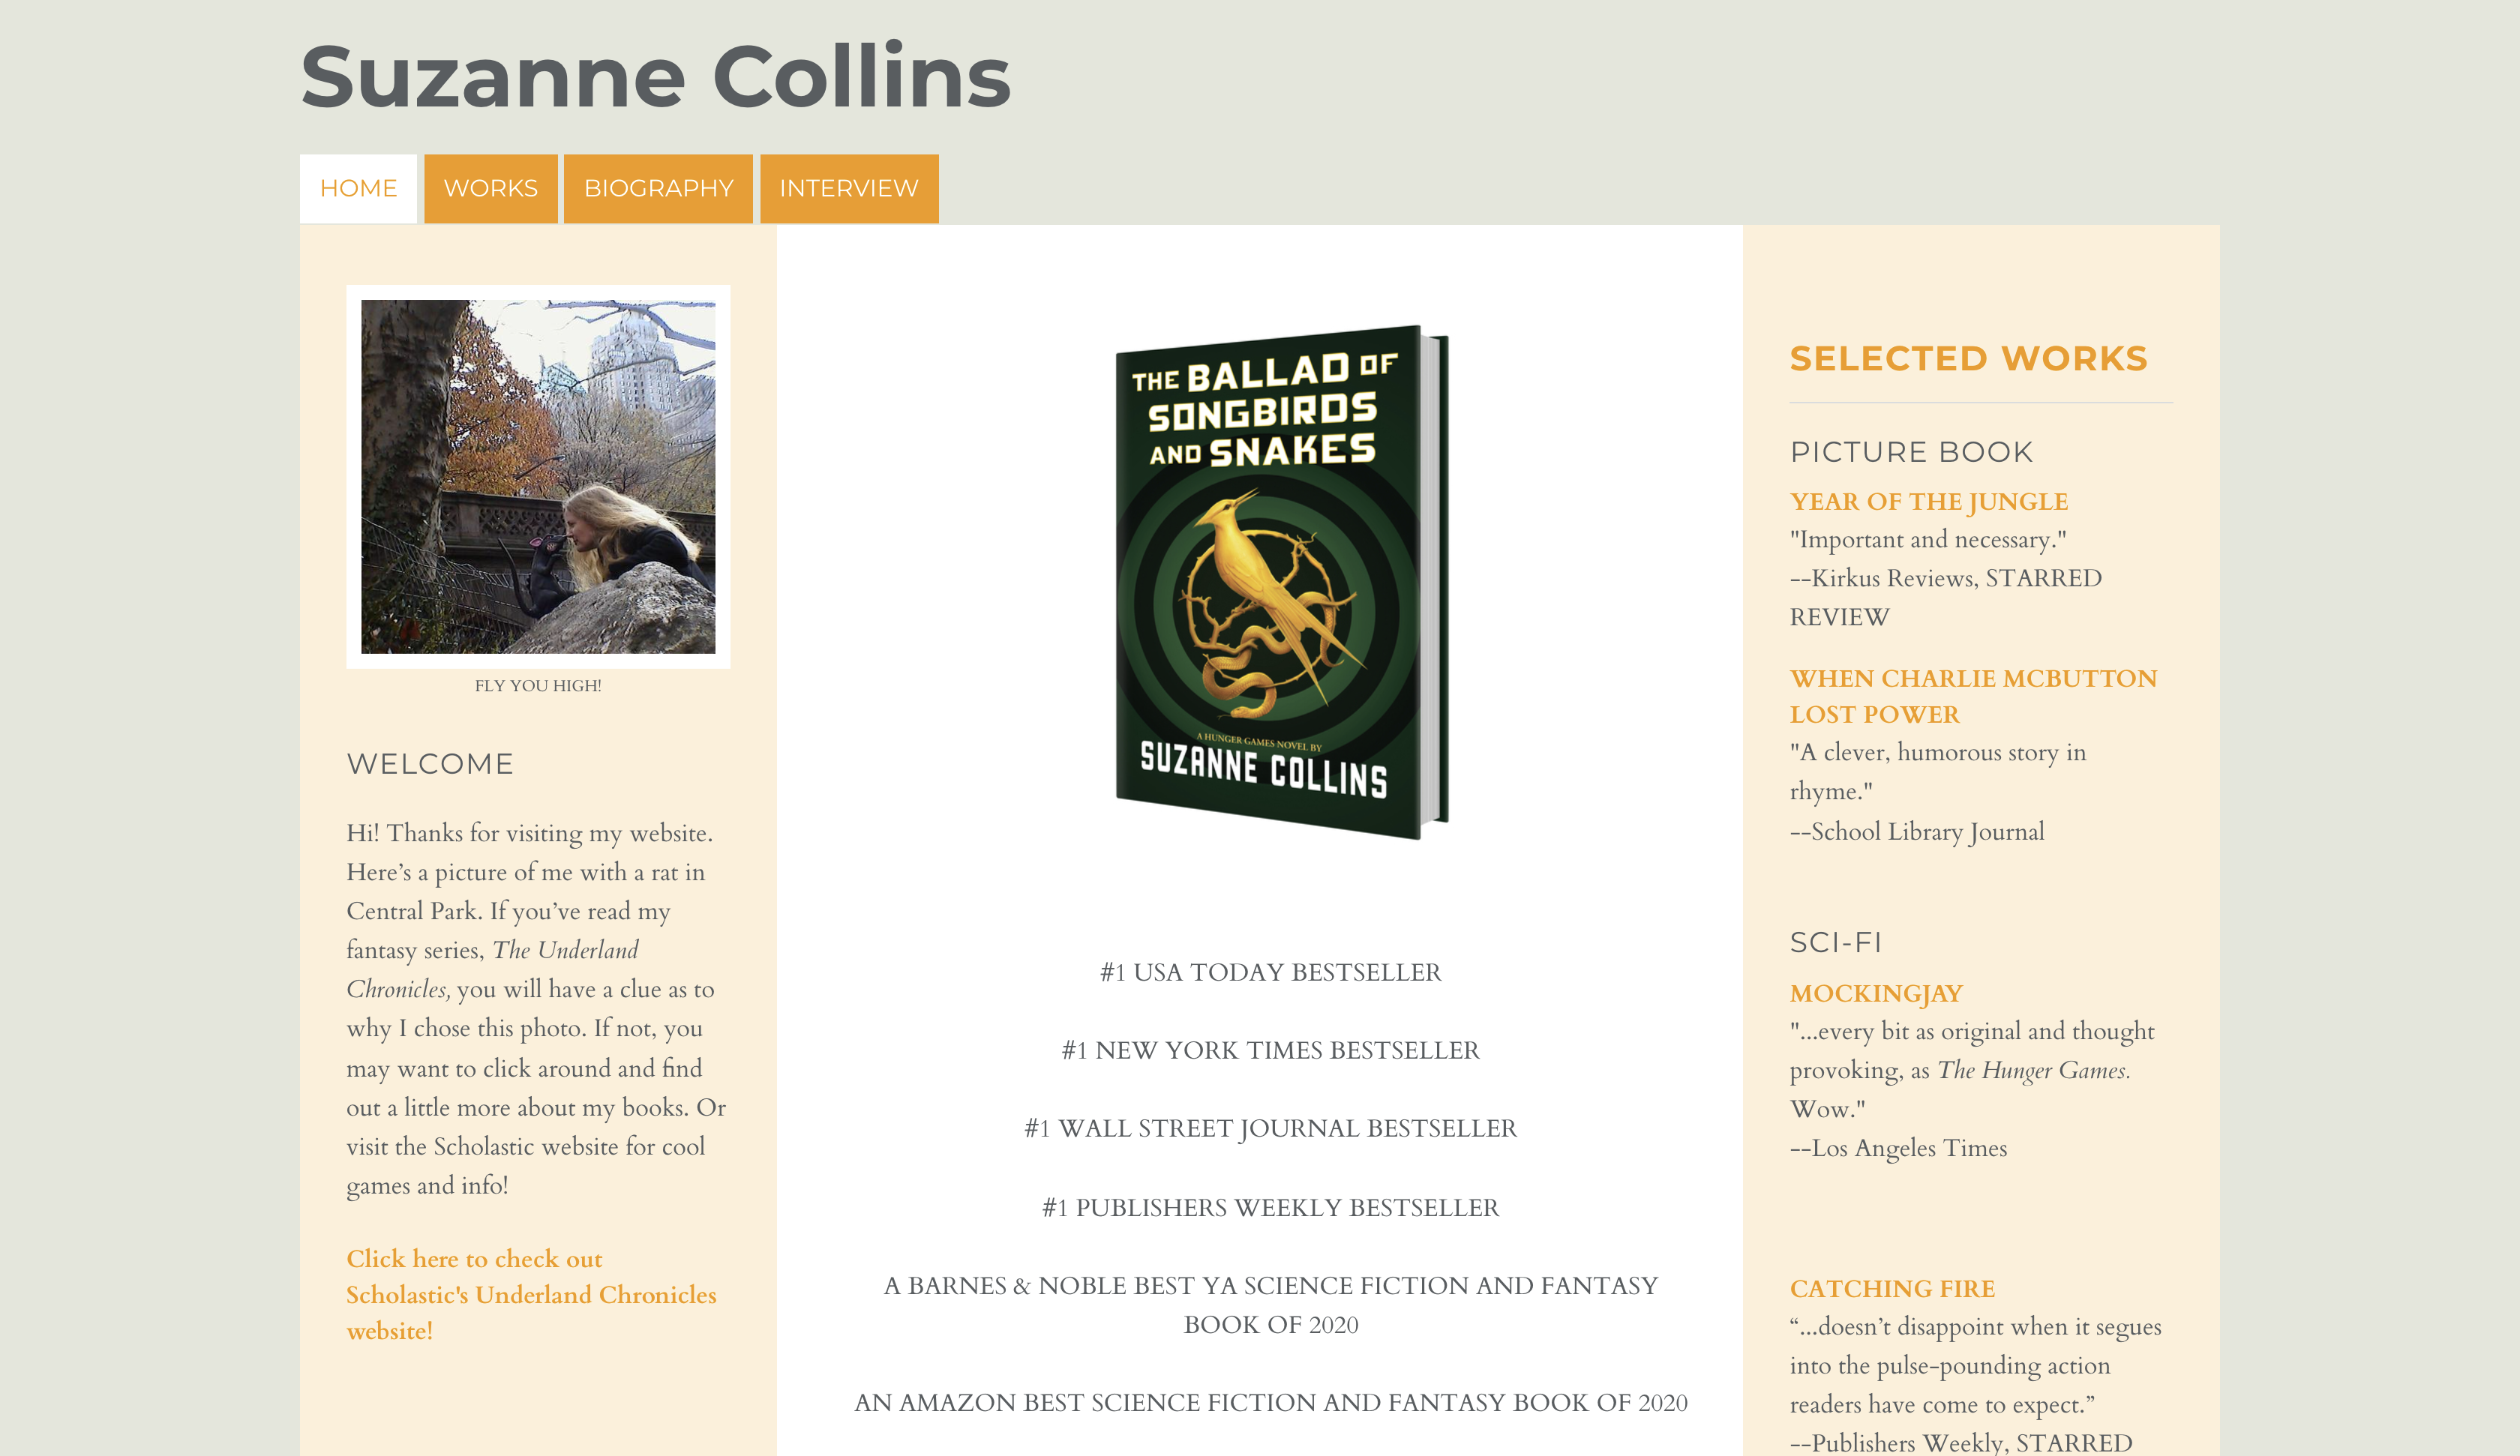 Suzanne Collins
HOME
WORKS
BIOGRAPHY
INTERVIEW
FLY YOU HIGH!
WELCOME
Hi! Thanks for visiting my website.
Here’s a picture of me with a rat in
Central Park. If you’ve read my
fantasy series, The Underland
Chronicles, you will have a clue as to
why I chose this photo. If not, you
may want to click around and find
out a little more about my books. Or
visit the Scholastic website for cool
games and info!
Click here to check out
Scholastic's Underland Chronicles
website!
THE BALLAD OF
SONGBIRDS
AND SNAKES
A HUNGER GAMES NOVEL BY
SUZANNE COLLINS
#1 USA TODAY BESTSELLER
#1 NEW YORK TIMES BESTSELLER
#1 WALL STREET JOURNAL BESTSELLER
#1 PUBLISHERS WEEKLY BESTSELLER
A BARNES & NOBLE BEST YA SCIENCE FICTION AND FANTASY
BOOK OF 2020
AN AMAZON BEST SCIENCE FICTION AND FANTASY BOOK OF 2020
SELECTED WORKS
PICTURE BOOK
YEAR OF THE JUNGLE
"Important and necessary."
--Kirkus Reviews, STARRED
REVIEW
WHEN CHARLIE MCBUTTON
LOST POWER
"A clever, humorous story in
rhyme."
--School Library Journal
SCI-FI
MOCKINGJAY
"...every bit as original and thought
provoking, as The Hunger Games.
Wow."
--Los Angeles Times
CATCHING FIRE
“...doesn’t disappoint when it segues
into the pulse-pounding action
readers have come to expect.”
--Publishers Weekly, STARRED